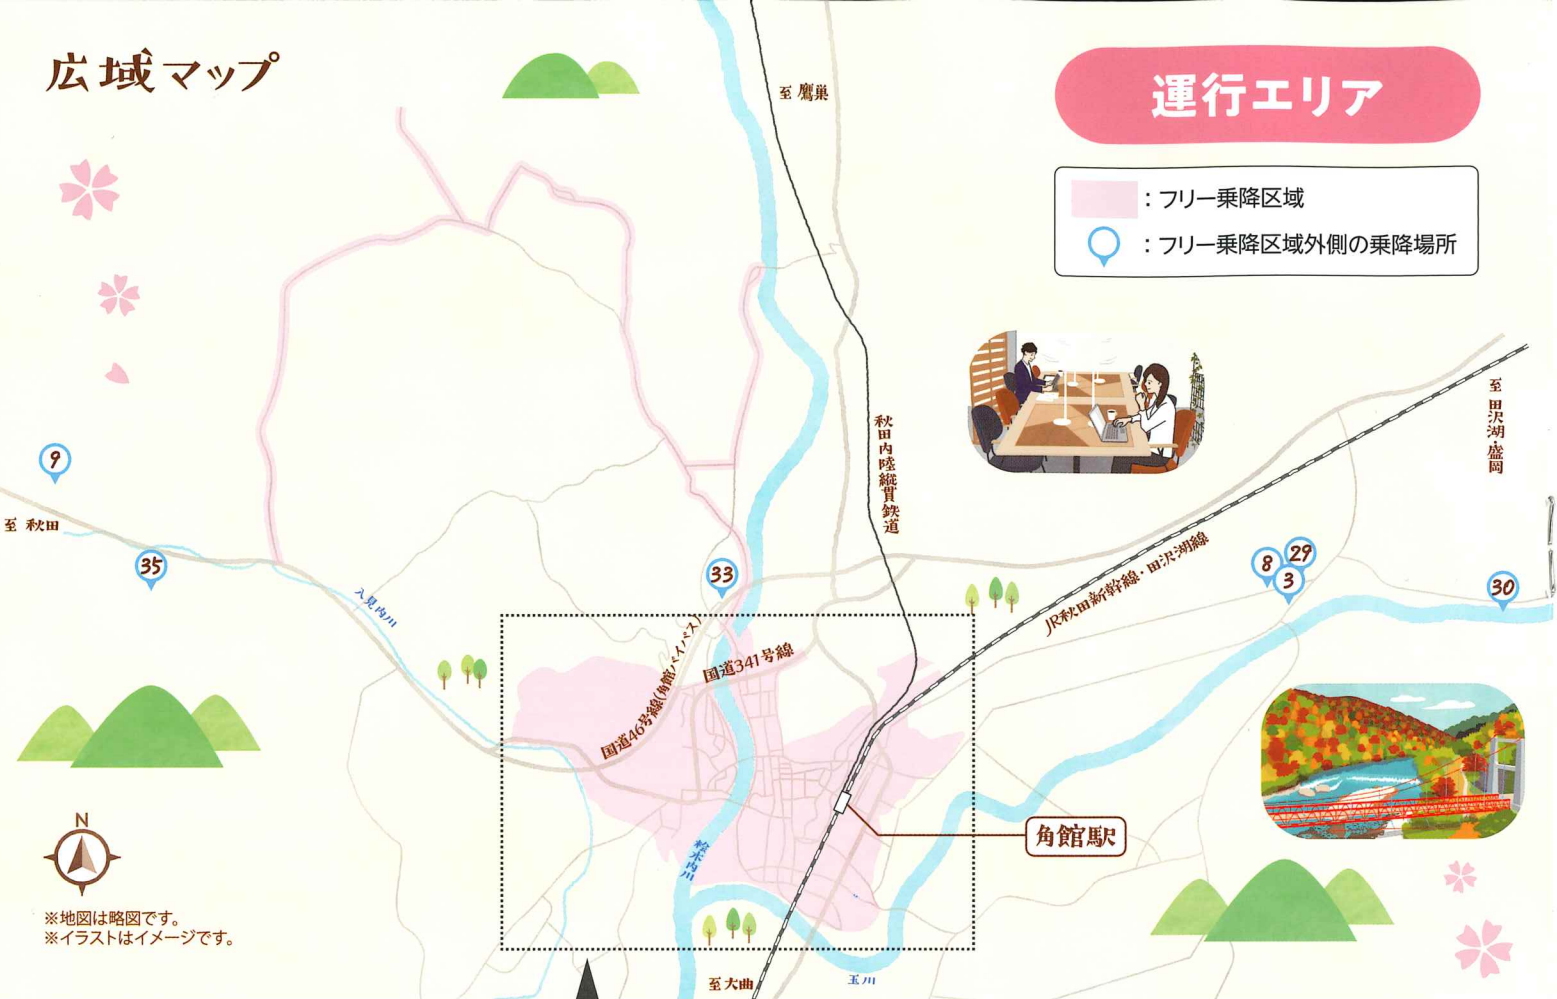 広域マップ
運行エリア
：フリー乗降区域
：フリー乗降区域外側の乗降場所
至 鷹巣
秋田内陸縦貫鉄道
至 田沢湖・盛岡
9
至 秋田
35
33
8
29
3
30
入見内川
JR秋田新幹線・田沢湖線
国道341号線
国道46号線(角館バイパス)
角館駅
桧木内川
N
※地図は略図です。
※イラストはイメージです。
至大曲
玉川